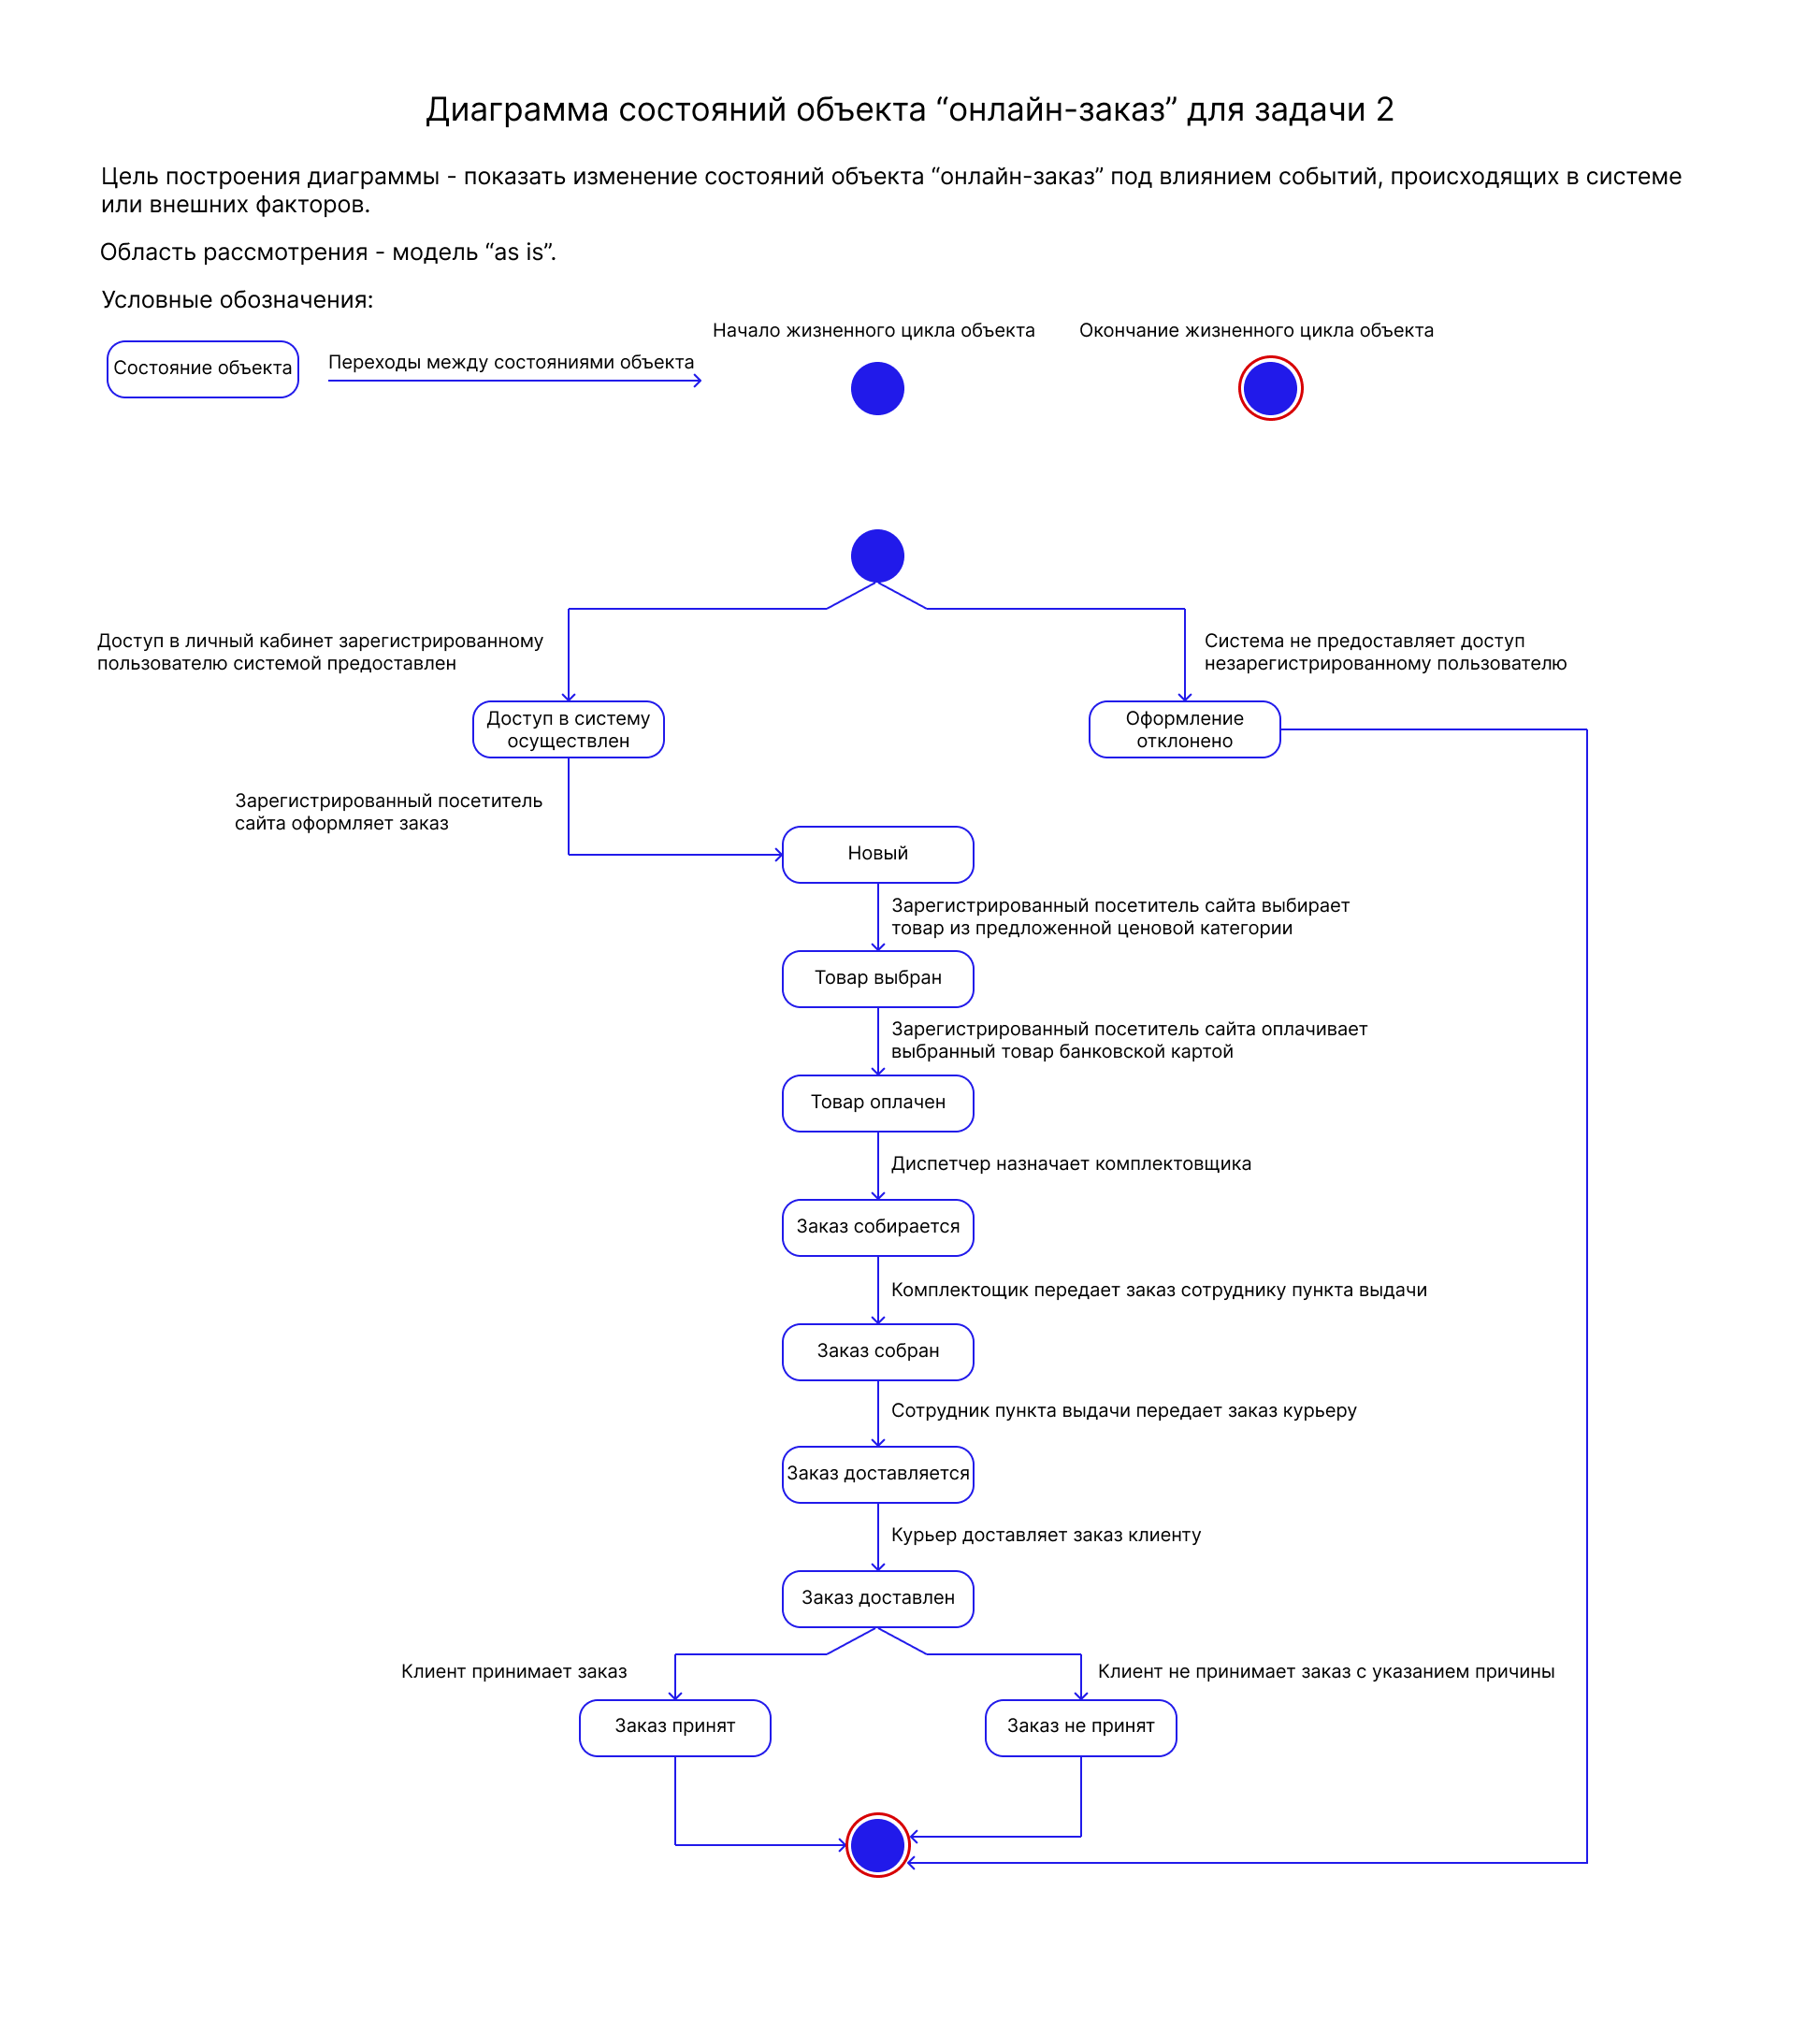 Диаграмма состояний объекта “онлайн-заказ” для задачи 2
Цель построения диаграммы - показать изменение состояний объекта “онлайн-заказ” под влиянием событий, происходящих в системе
или внешних факторов.
Область рассмотрения - модель “as is”.
Условные обозначения:
Состояние объекта
Переходы между состояниями объекта
Начало жизненного цикла объекта
Окончание жизненного цикла объекта
Доступ в личный кабинет зарегистрированному
пользователю системой предоставлен
Система не предоставляет доступ
незарегистрированному пользователю
Доступ в систему
осуществлен
Оформление
отклонено
Зарегистрированный посетитель
сайта оформляет заказ
Новый
Зарегистрированный посетитель сайта выбирает
товар из предложенной ценовой категории
Товар выбран
Зарегистрированный посетитель сайта оплачивает
выбранный товар банковской картой
Товар оплачен
Диспетчер назначает комплектовщика
Заказ собирается
Комплектощик передает заказ сотруднику пункта выдачи
Заказ собран
Сотрудник пункта выдачи передает заказ курьеру
Заказ доставляется
Курьер доставляет заказ клиенту
Заказ доставлен
Клиент принимает заказ
Клиент не принимает заказ с указанием причины
Заказ принят
Заказ не принят